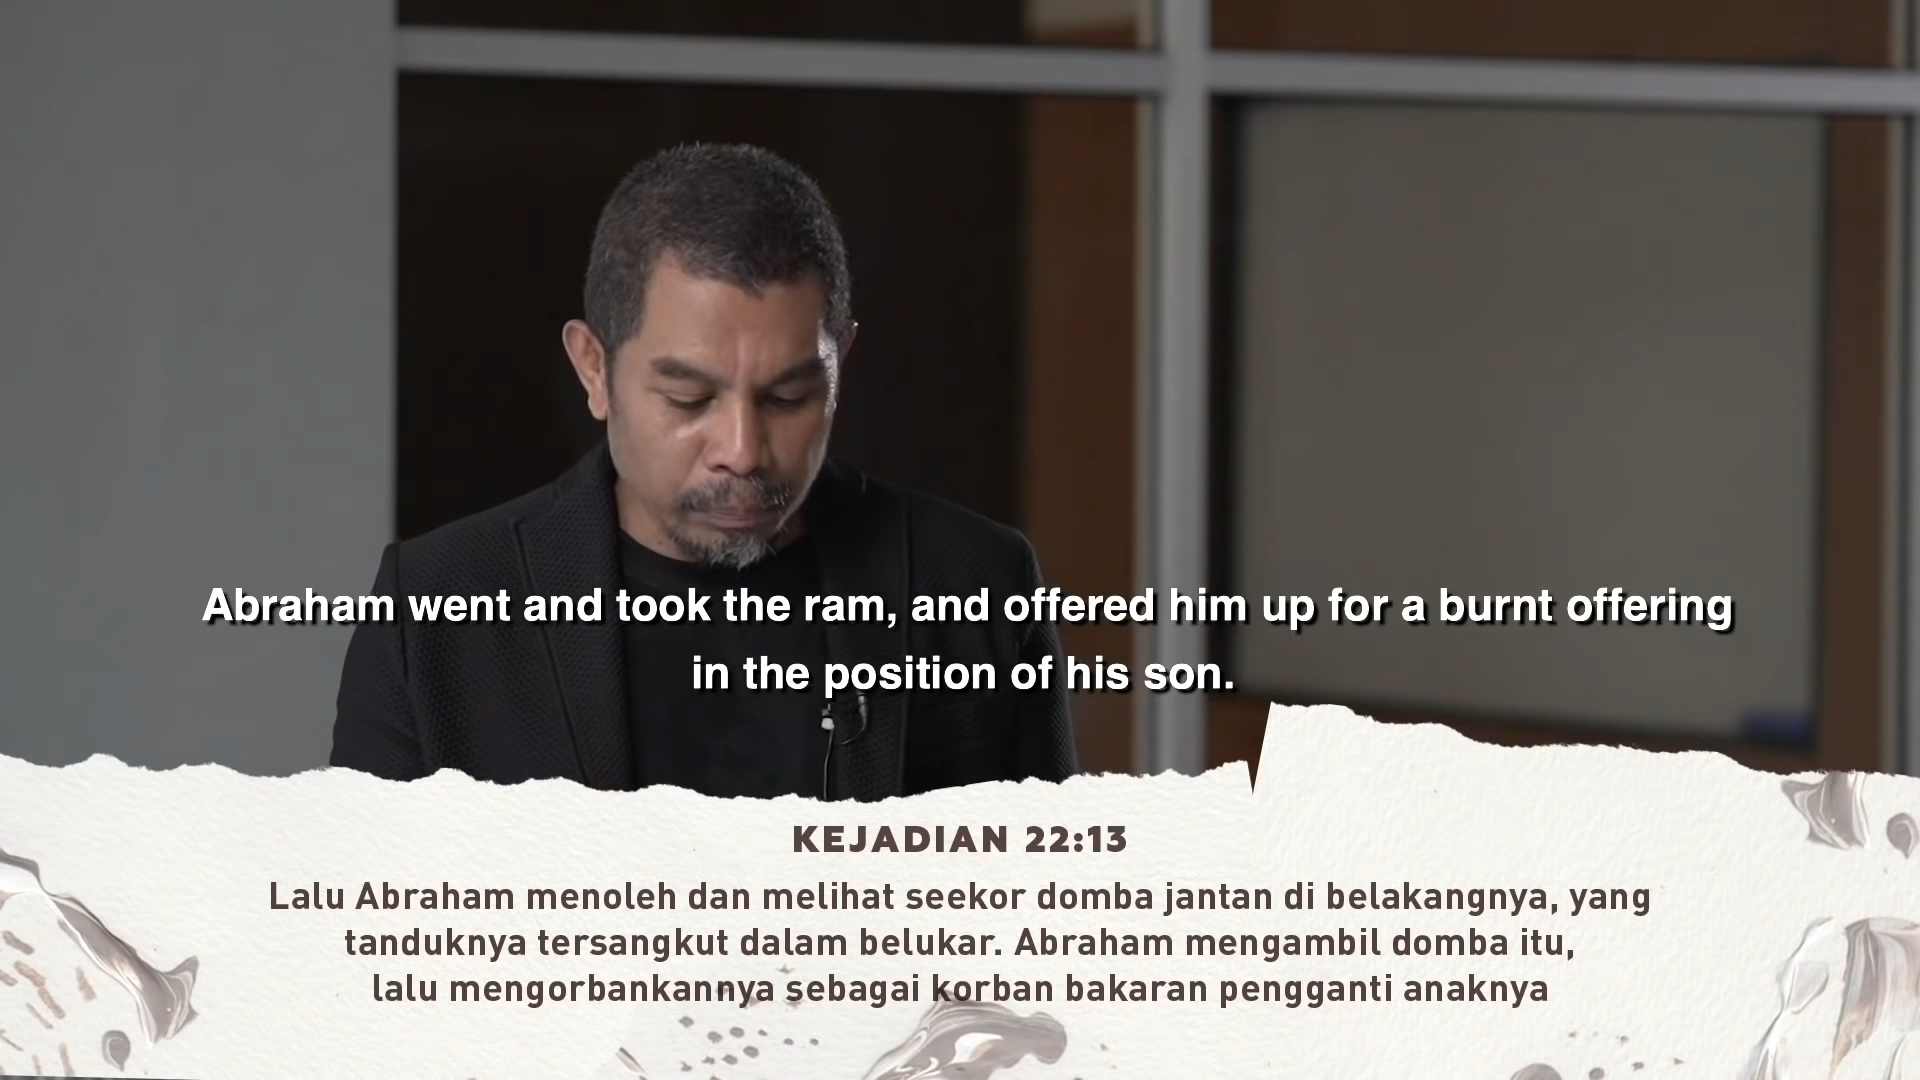 Abraham went and took the ram, and offered him up for a burnt offering
in the position of his son.
KEJADIAN 22:13
Lalu Abraham menoleh dan melihat seekor domba jantan di belakangnya, yang
tanduknya tersangkut dalam belukar. Abraham mengambil domba itu,
lalu mengorbankannya sebagai korban bakaran pengganti anaknya